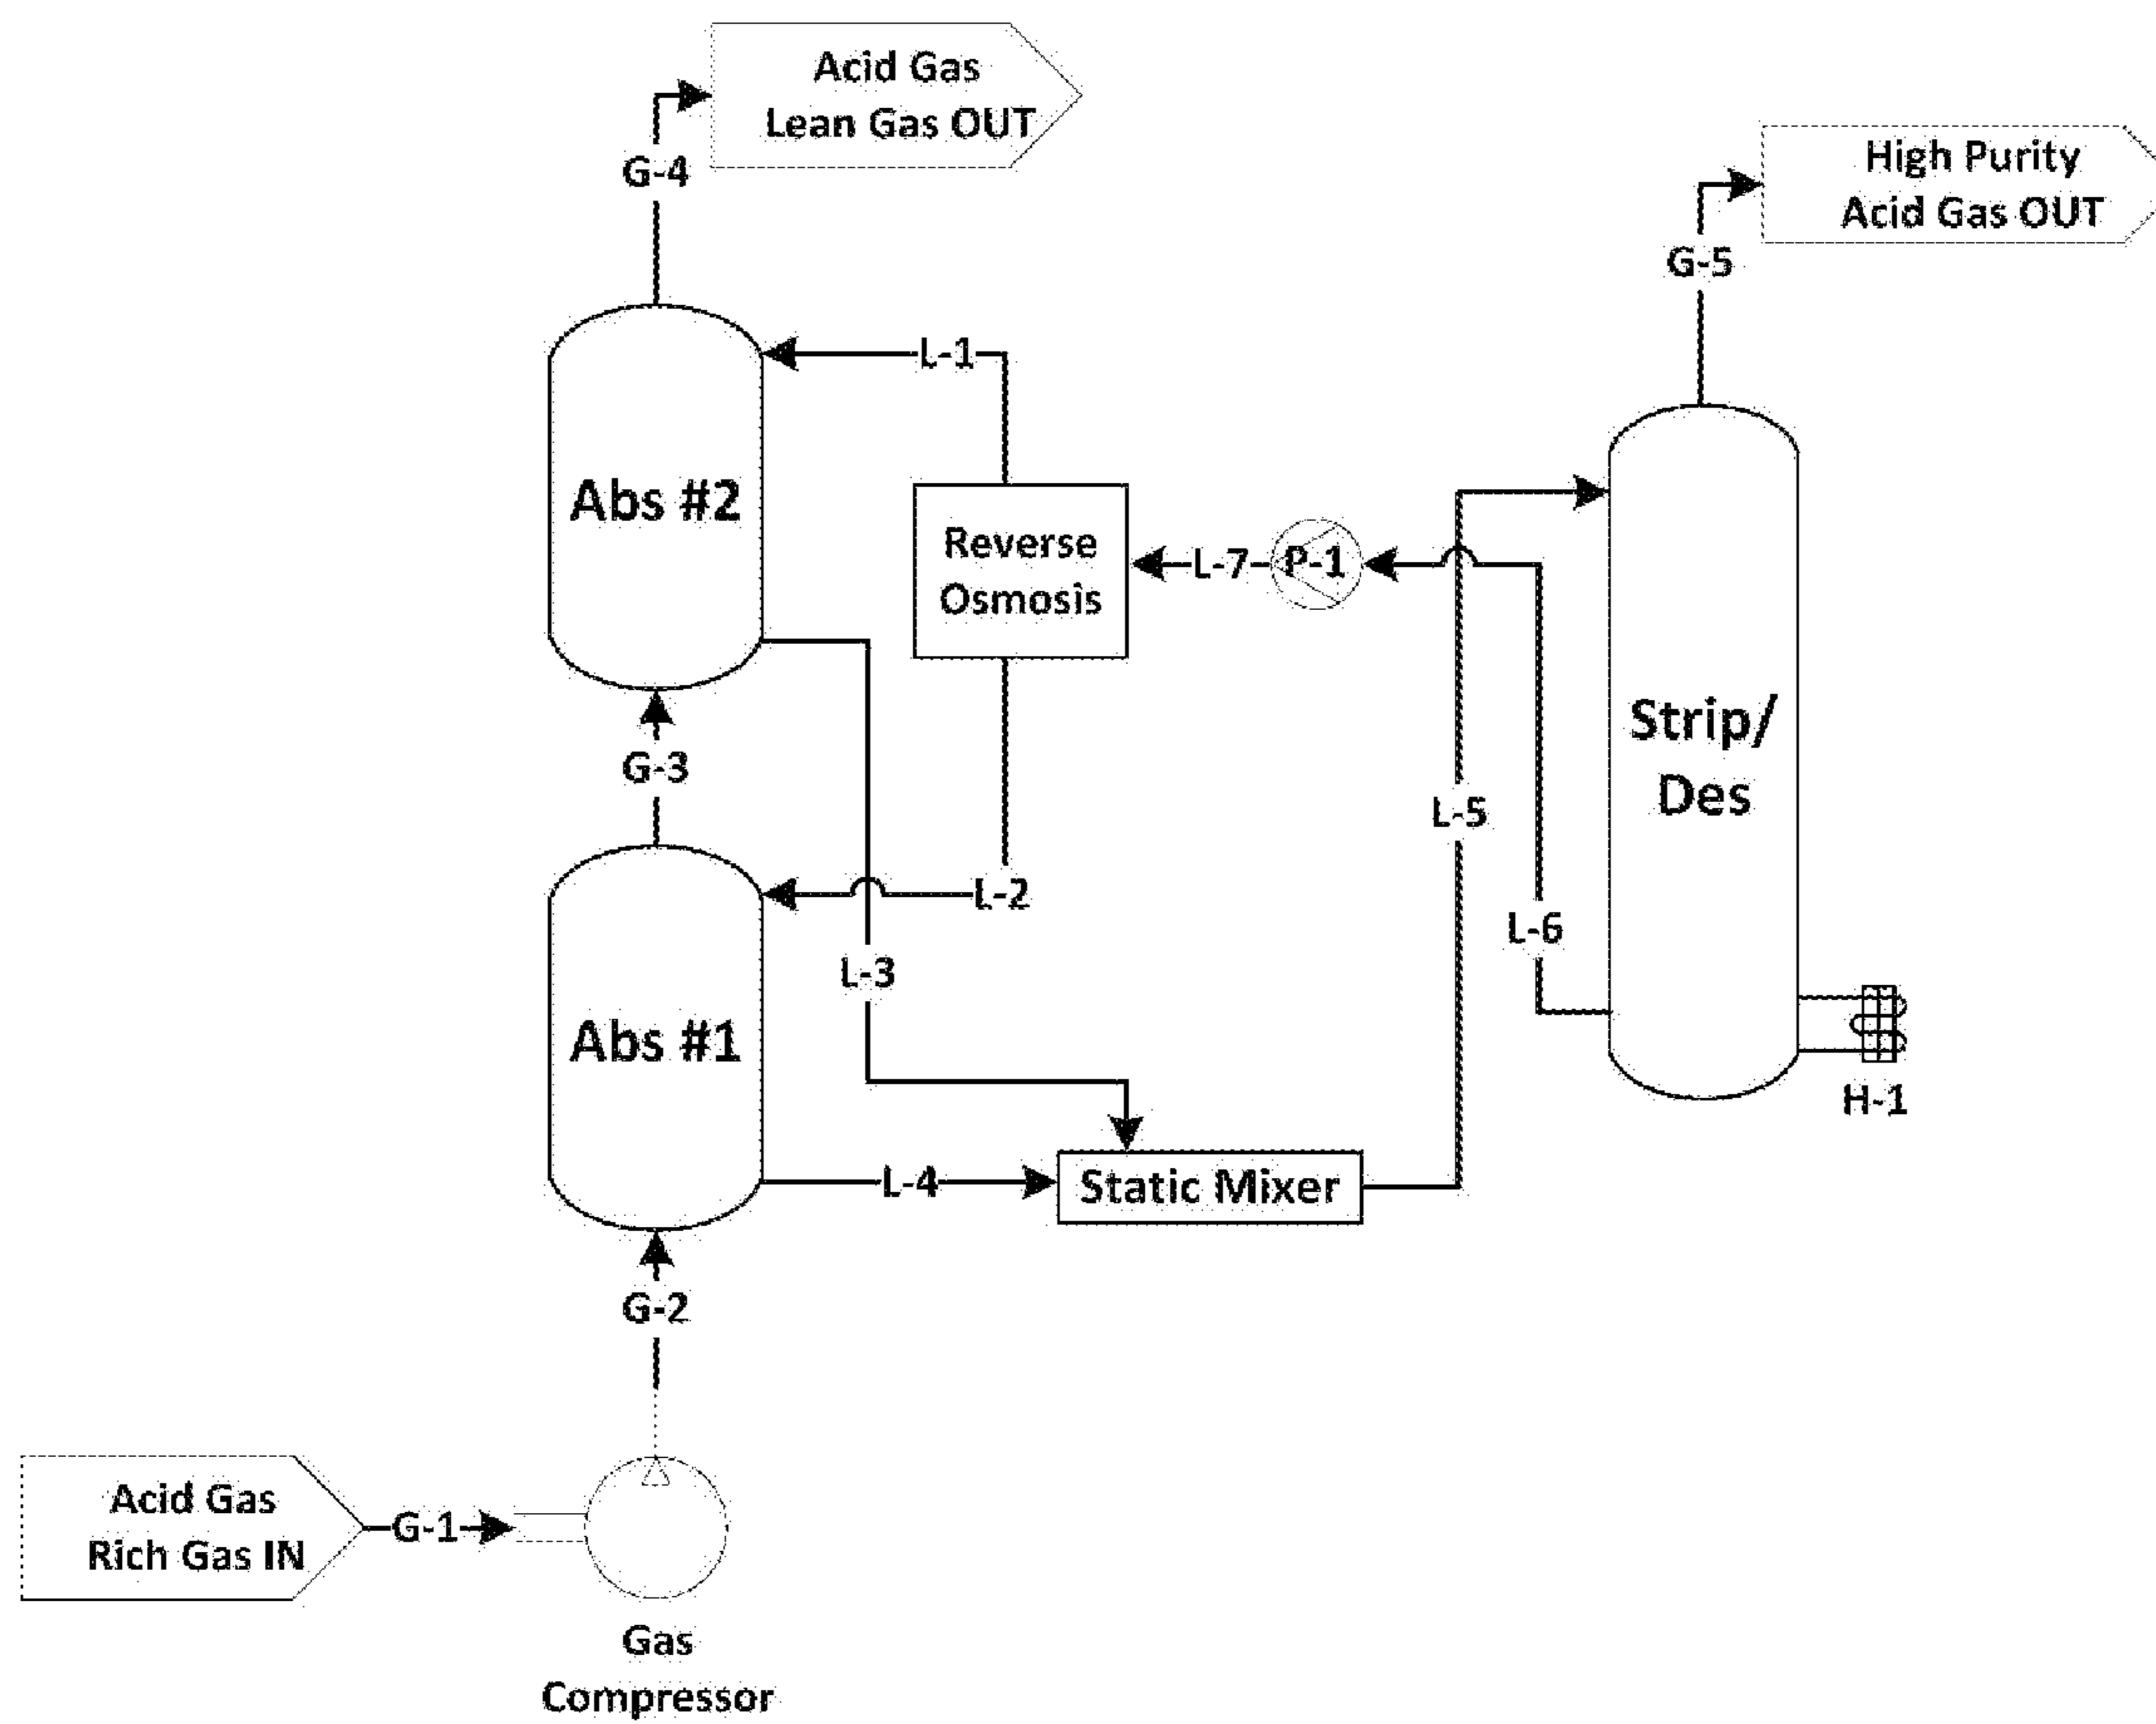 Acid Gas
Lean Gas OUT
High Purity
Acid Gas OUT
G-4
G-5
L-1
Abs #2
Reverse
Osmosis
L-7
P-1
Strip/
Des
G-3
L-5
L-2
L-6
L-3
Abs #1
H-1
L-4
Static Mixer
G-2
Acid Gas
Rich Gas IN
G-1
Gas
Compressor